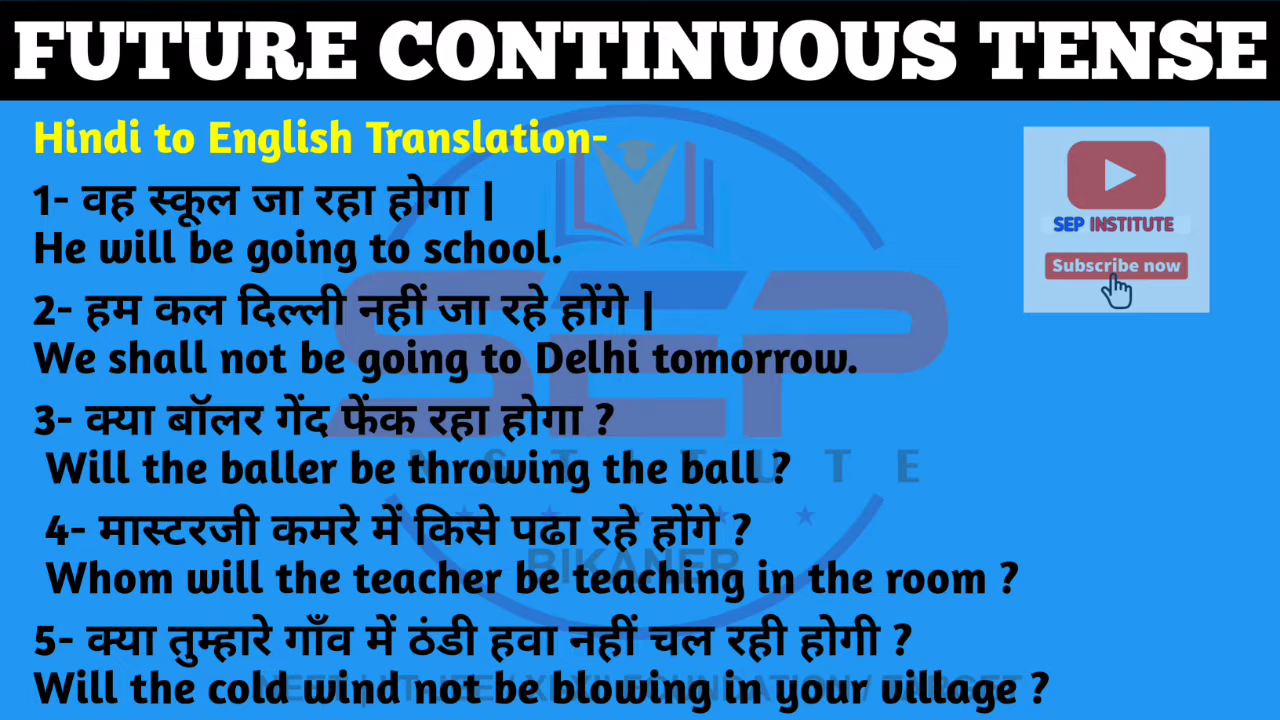 FUTURE CONTINUOUS TENSE
Hindi to English Translation-
1- वह स्कूल जा रहा होगा |
He will be going to school.
2- हम कल दिल्ली नहीं जा रहे होंगे |
We shall not be going to Delhi tomorrow.
3- क्या बॉलर गेंद फेंक रहा होगा ?
Will the baller be throwing the ball ?
4- मास्टरजी कमरे में किसे पढा रहे होंगे ?
Whom will the teacher be teaching in the room ?
5- क्या तुम्हारे गाँव में ठंडी हवा नहीं चल रही होगी ?
Will the cold wind not be blowing in your village ?
SEP INSTITUTE
Subscribe now
SEP
NSTITUTE
BIKANER